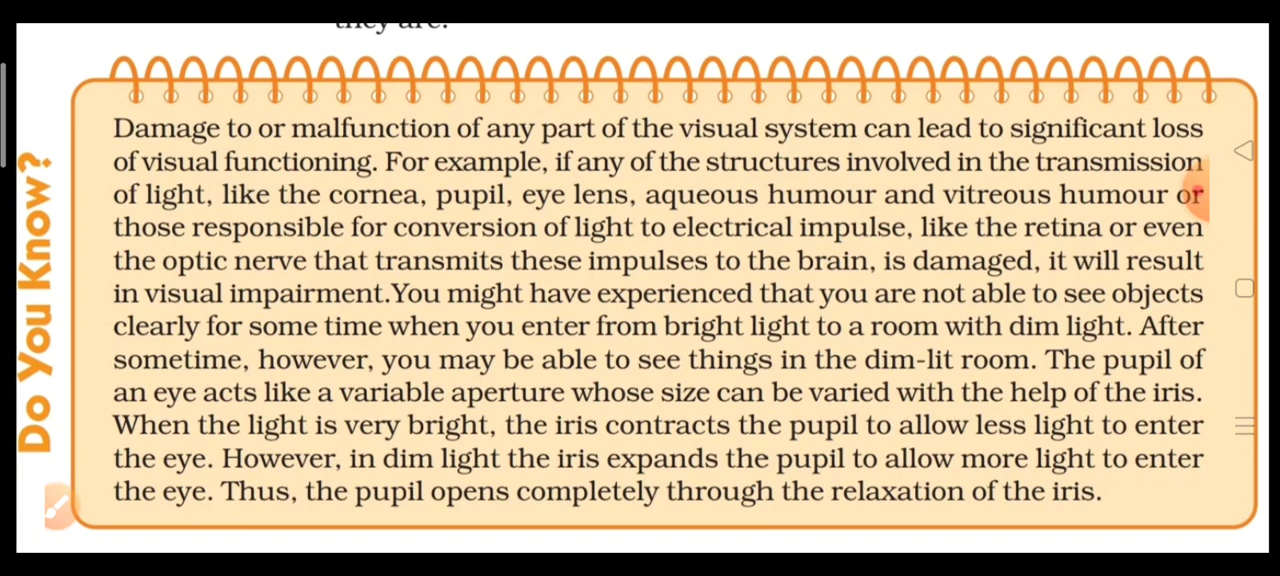 they are.
Do You Know?
Damage to or malfunction of any part of the visual system can lead to significant loss
of visual functioning. For example, if any of the structures involved in the transmission
of light, like the cornea, pupil, eye lens, aqueous humour and vitreous humour or
those responsible for conversion of light to electrical impulse, like the retina or even
the optic nerve that transmits these impulses to the brain, is damaged, it will result
in visual impairment.You might have experienced that you are not able to see objects
clearly for some time when you enter from bright light to a room with dim light. After
sometime, however, you may be able to see things in the dim-lit room. The pupil of
an eye acts like a variable aperture whose size can be varied with the help of the iris.
When the light is very bright, the iris contracts the pupil to allow less light to enter
the eye. However, in dim light the iris expands the pupil to allow more light to enter
the eye. Thus, the pupil opens completely through the relaxation of the iris.